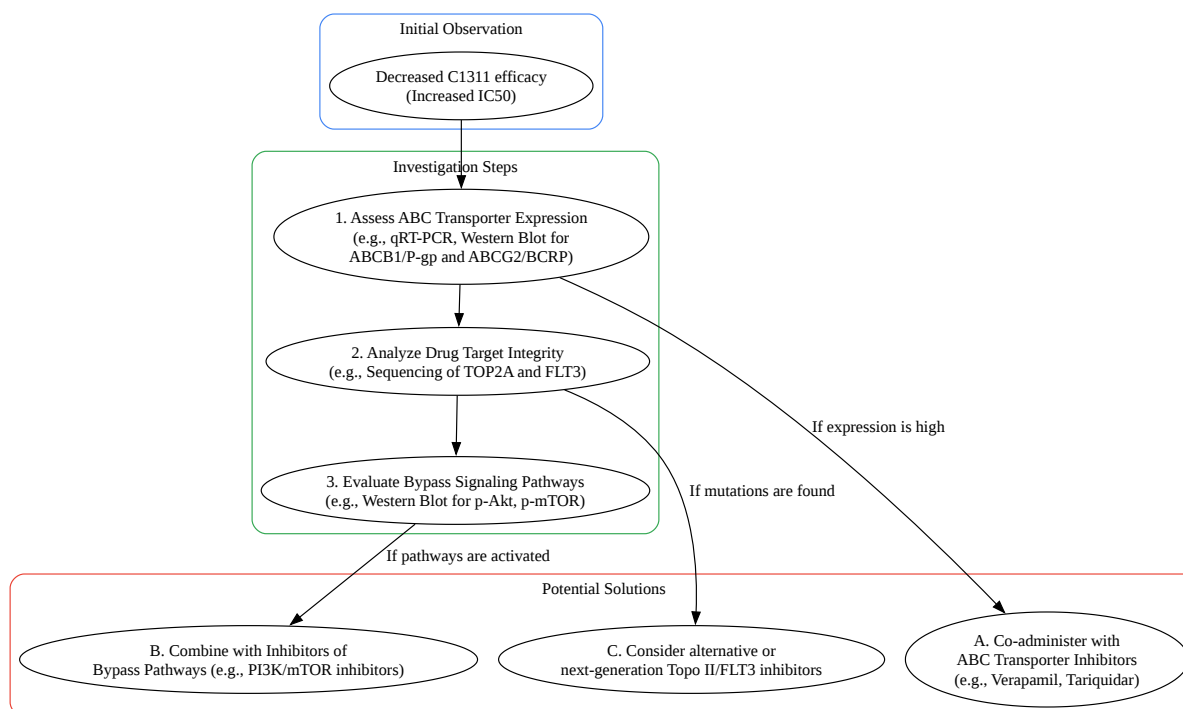 Initial Observation
Decreased C1311 efficacy
(Increased IC50)
Investigation Steps
1. Assess ABC Transporter Expression
(e.g., qRT-PCR, Western Blot for
ABCB1/P-gp and ABCG2/BCRP)
2. Analyze Drug Target Integrity
(e.g., Sequencing of TOP2A and FLT3)
If expression is high
3. Evaluate Bypass Signaling Pathways
(e.g., Western Blot for p-Akt, p-mTOR)
If mutations are found
If pathways are activated
Potential Solutions
B. Combine with Inhibitors of
Bypass Pathways (e.g., PI3K/mTOR inhibitors)
C. Consider alternative or
next-generation Topo II/FLT3 inhibitors
A. Co-administer with
ABC Transporter Inhibitors
(e.g., Verapamil, Tariquidar)